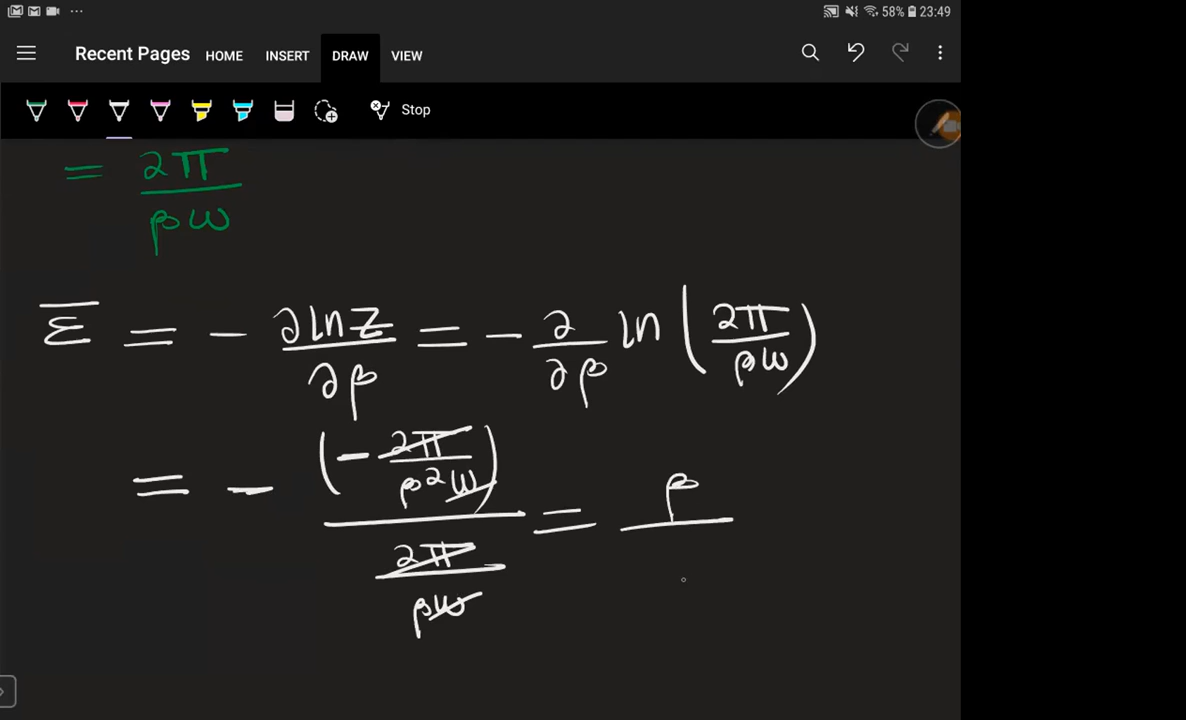 58% 23:49
Recent Pages HOME INSERT DRAW VIEW
Stop
= 2π / βω
ε̅ = - ∂lnZ / ∂β = - ∂ / ∂β ln ( 2π / βω )
= - ( - 2π / β²ω ) / ( 2π / βω ) = β /